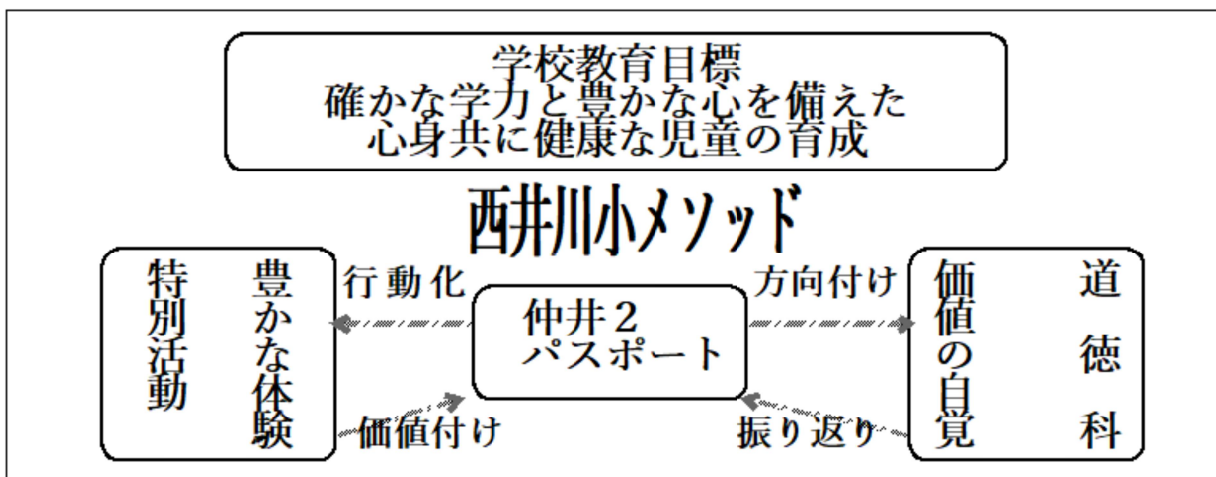 学校教育目標
確かな学力と豊かな心を備えた
心身共に健康な児童の育成
西井川小メソッド
豊かな体験
特別活動
行動化
価値付け
仲井2
パスポート
方向付け
振り返り
道徳科
価値の自覚